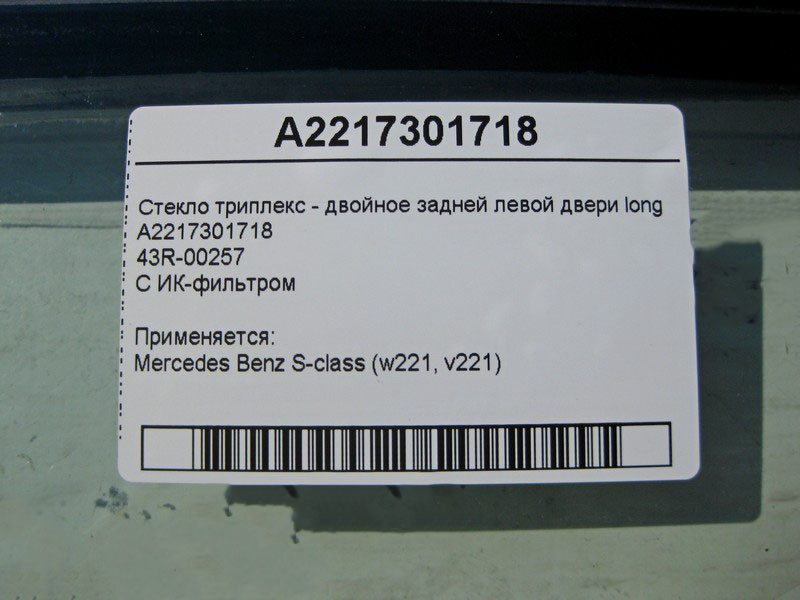 A2217301718
Стекло триплекс - двойное задней левой двери long
A2217301718
43R-00257
С ИК-фильтром
Применяется:
Mercedes Benz S-class (w221, v221)